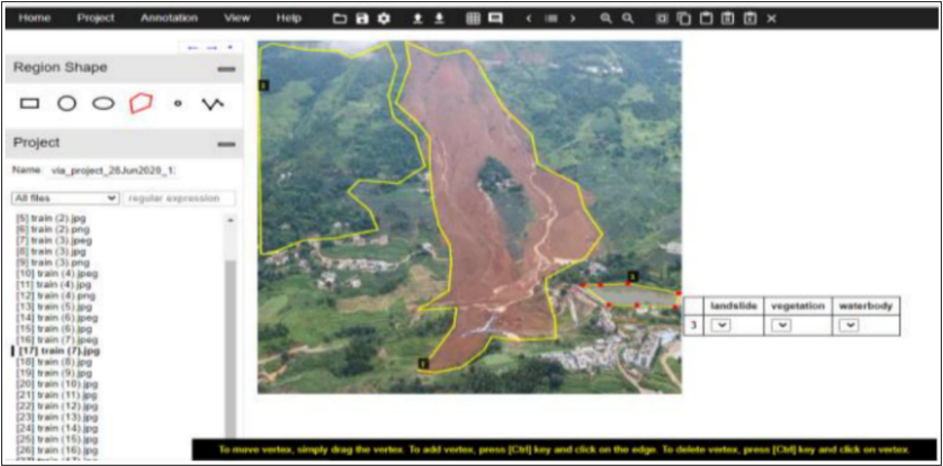 Home Project Annotation View Help
Region Shape
Project
Name: via_project_28Jun2020_1:
All files regular expression
[5] train (2).jpg
[6] train (2).png
[7] train (3).jpeg
[8] train (3).jpg
[9] train (3).png
[10] train (4).jpeg
[11] train (4).jpg
[12] train (4).png
[13] train (5).jpg
[14] train (6).jpeg
[15] train (6).jpg
[16] train (7).jpeg
[17] train (7).jpg
[18] train (8).jpg
[19] train (9).jpg
[20] train (10).jpg
[21] train (11).jpg
[22] train (12).jpg
[23] train (13).jpg
[24] train (14).jpg
[25] train (15).jpg
[26] train (16).jpg
2
3
landslide vegetation waterbody
3
To move vertex, simply drag the vertex. To add vertex, press [Ctrl] key and click on the edge. To delete vertex, press [Ctrl] key and click on vertex.